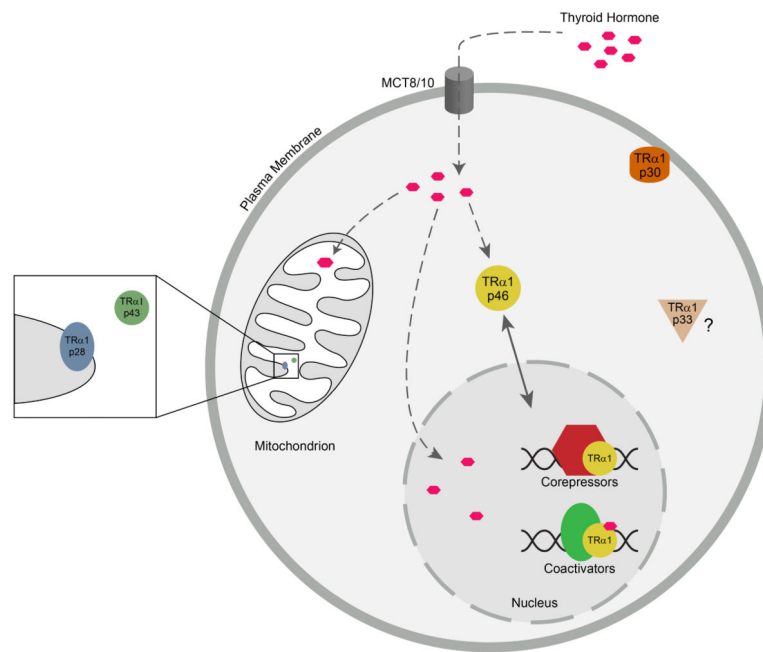 Thyroid Hormone
MCT8/10
Plasma Membrane
TRα1
p30
TRα1
p46
TRα1
p43
TRα1
p28
TRα1
p33
?
Mitochondrion
TRα1
Corepressors
TRα1
Coactivators
Nucleus